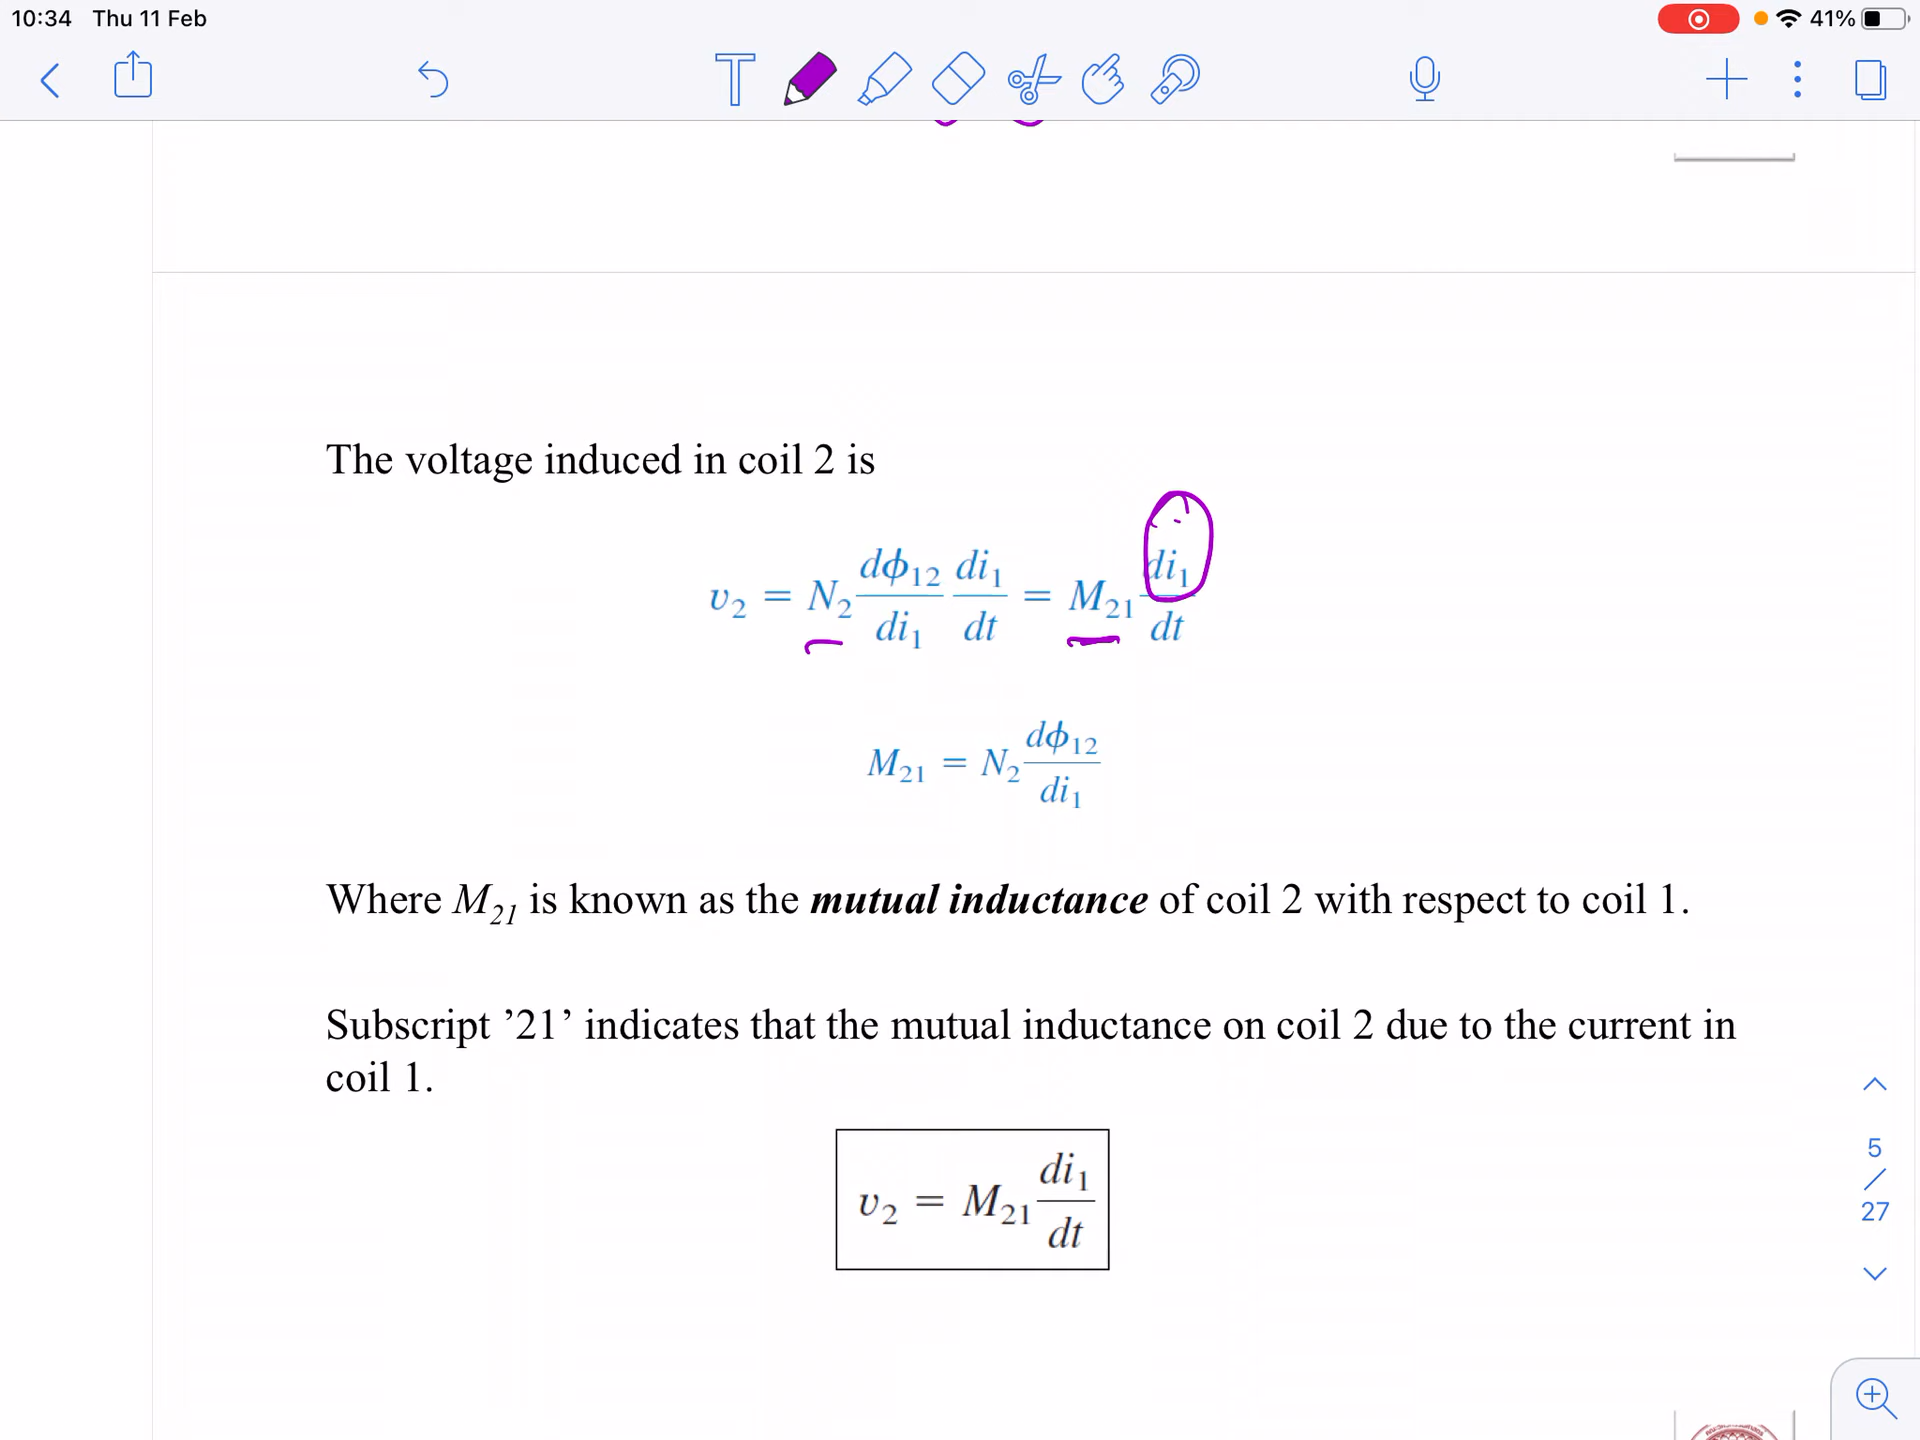 10:34 Thu 11 Feb 41%
The voltage induced in coil 2 is
v₂ = N₂ dϕ₁₂/di₁ di₁/dt = M₂₁ di₁/dt
M₂₁ = N₂ dϕ₁₂/di₁
Where M₂₁ is known as the mutual inductance of coil 2 with respect to coil 1.
Subscript ’21’ indicates that the mutual inductance on coil 2 due to the current in
coil 1.
v₂ = M₂₁ di₁/dt
5
/
27